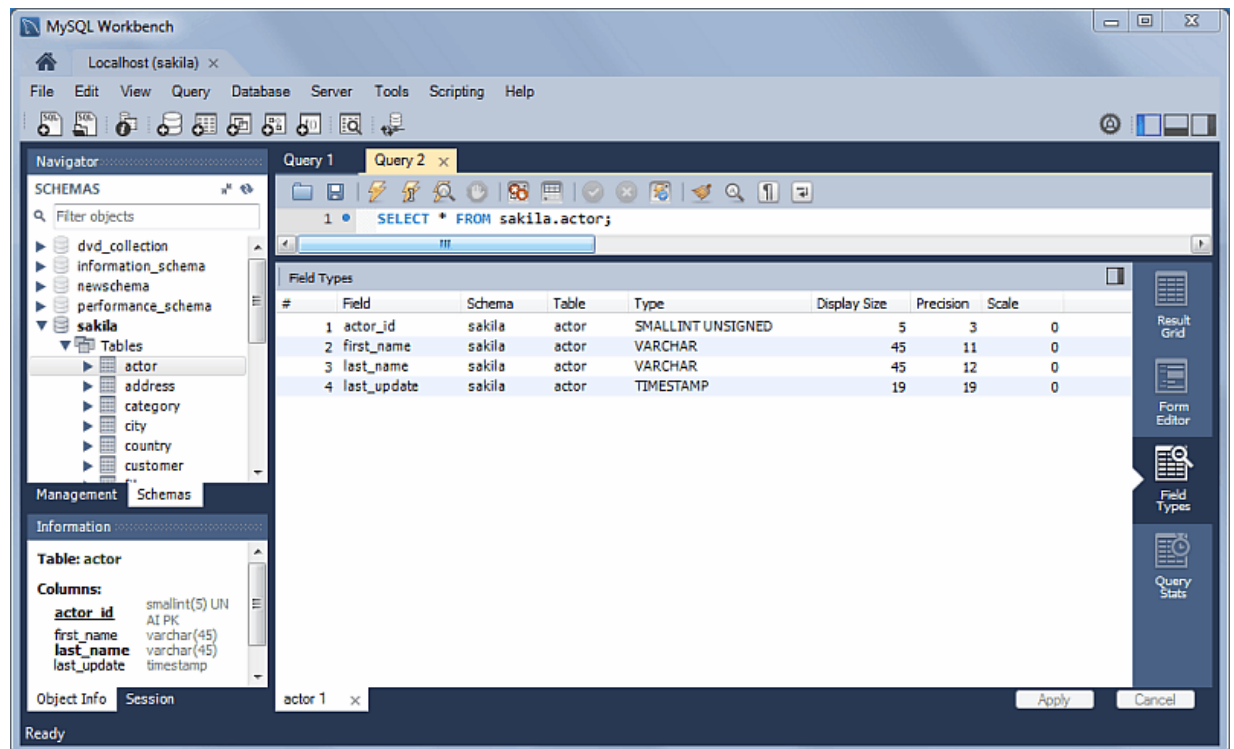 MySQL Workbench
Localhost (sakila)
File Edit View Query Database Server Tools Scripting Help
Navigator
SCHEMAS
Filter objects
dvd_collection
information_schema
newschema
performance_schema
sakila
Tables
actor
address
category
city
country
customer
Management Schemas
Information
Table: actor
Columns:
actor_id smallint(5) UN
AI PK
first_name varchar(45)
last_name varchar(45)
last_update timestamp
Object Info Session
Query 1 Query 2
1 SELECT * FROM sakila.actor;
Field Types
# Field Schema Table Type Display Size Precision Scale
1 actor_id sakila actor SMALLINT UNSIGNED 5 3 0
2 first_name sakila actor VARCHAR 45 11 0
3 last_name sakila actor VARCHAR 45 12 0
4 last_update sakila actor TIMESTAMP 19 19 0
Result
Grid
Form
Editor
Field
Types
Query
Stats
actor 1
Apply Cancel
Ready